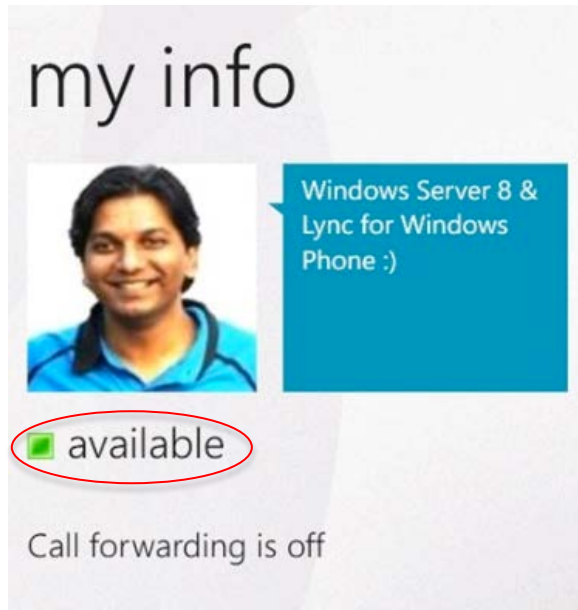 my info
Windows Server 8 &
Lync for Windows
Phone :)
available
Call forwarding is off